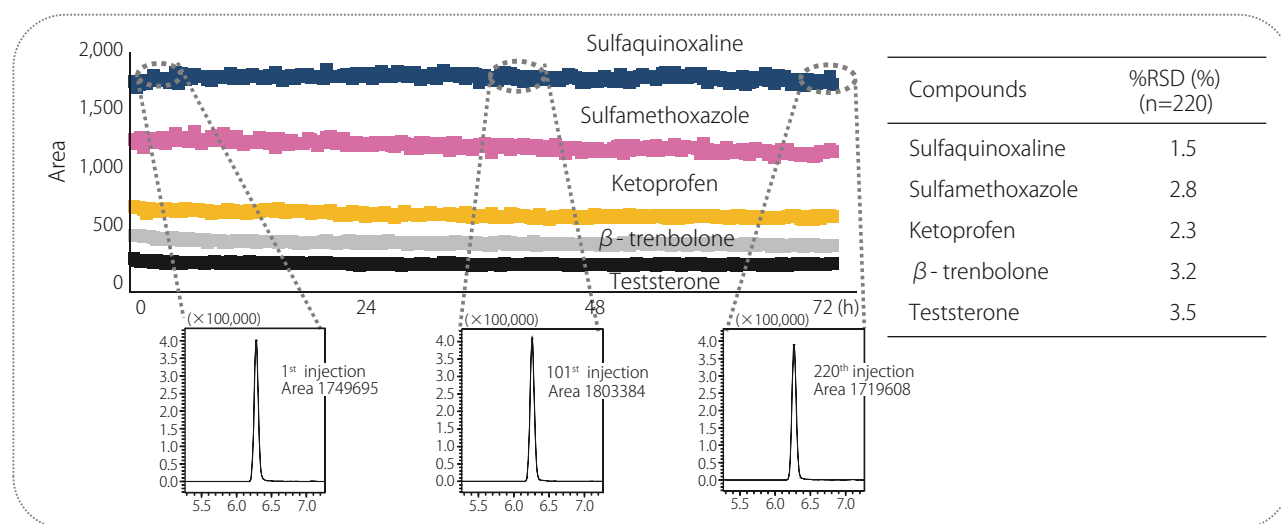 Sulfaquinoxaline
2,000
1,500
Sulfamethoxazole
1,000
Ketoprofen
500
β- trenbolone
0
Teststerone
Area
0 24 48 72 (h)
Compounds %RSD (%)
(n=220)
Sulfaquinoxaline 1.5
Sulfamethoxazole 2.8
Ketoprofen 2.3
β- trenbolone 3.2
Teststerone 3.5
(×100,000)
4.0
3.5
3.0
2.5
2.0
1.5
1.0
0.5
0.0
5.5 6.0 6.5 7.0
1st injection
Area 1749695
(×100,000)
4.0
3.5
3.0
2.5
2.0
1.5
1.0
0.5
0.0
5.5 6.0 6.5 7.0
101st injection
Area 1803384
(×100,000)
4.0
3.5
3.0
2.5
2.0
1.5
1.0
0.5
0.0
5.5 6.0 6.5 7.0
220th injection
Area 1719608